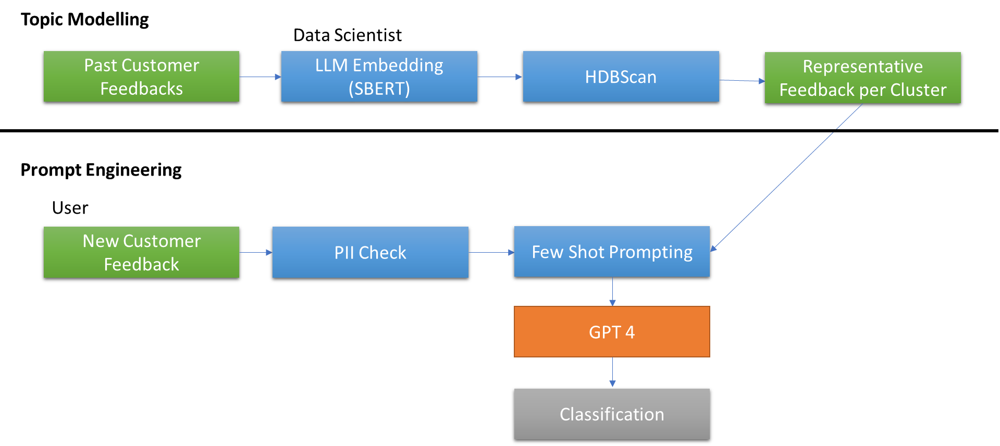 Topic Modelling
Data Scientist
Past Customer
Feedbacks
LLM Embedding
(SBERT)
HDBScan
Representative
Feedback per Cluster
Prompt Engineering
User
New Customer
Feedback
PII Check
Few Shot Prompting
GPT 4
Classification